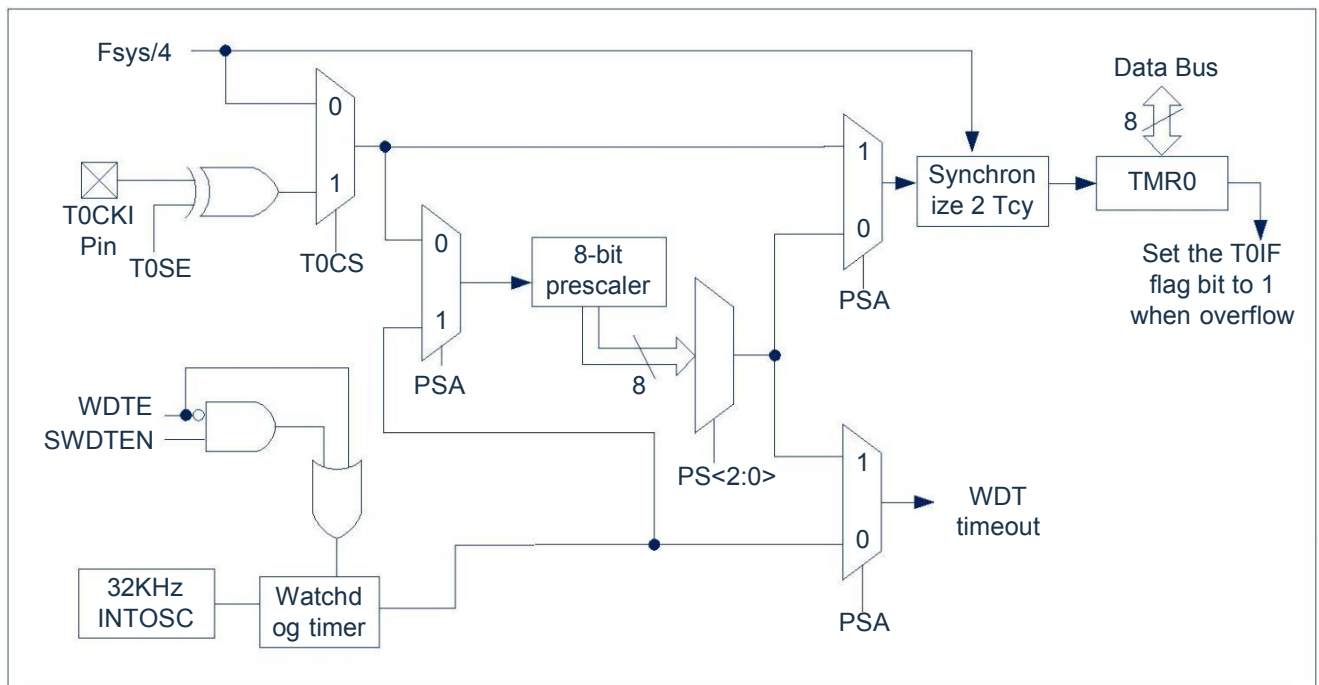 Fsys/4
Data Bus
8
0
1
T0CKI
Pin
T0SE
T0CS
0
1
PSA
8-bit
prescaler
8
PS<2:0>
1
0
PSA
Synchron
ize 2 Tcy
TMR0
Set the T0IF
flag bit to 1
when overflow
WDTE
SWDTEN
32KHz
INTOSC
Watchd
og timer
1
0
PSA
WDT
timeout